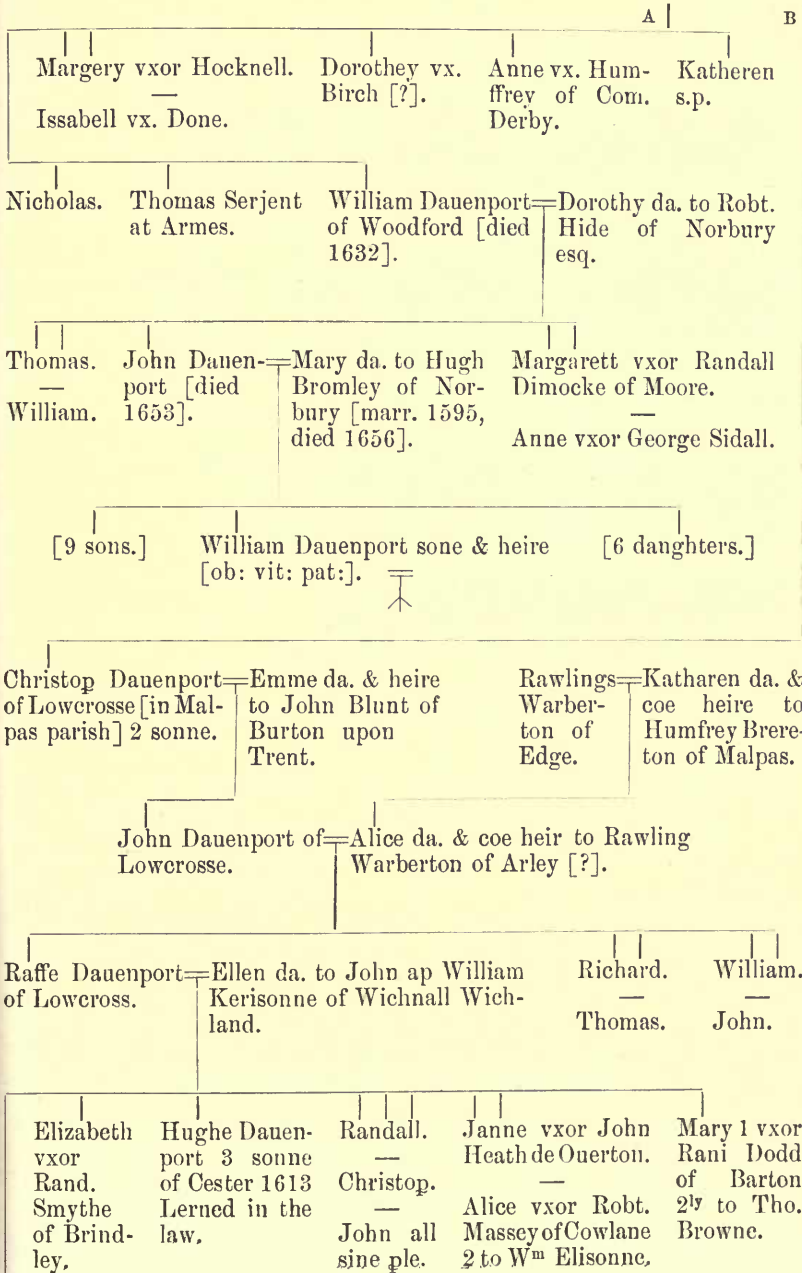 A B
Margery vxor Hocknell.
—
Issabell vx. Done.
Dorothey vx.
Birch [?].
Anne vx. Hum-
ffrey of Com.
Derby.
Katheren
s.p.
Nicholas.
Thomas Serjent
at Armes.
William Dauenport
of Woodford [died
1632].
Dorothy da. to Robt.
Hide of Norbury
esq.
Thomas.
—
William.
John Dauen-
port [died
1653].
Mary da. to Hugh
Bromley of Nor-
bury [marr. 1595,
died 1656].
Margarett vxor Randall
Dimocke of Moore.
—
Anne vxor George Sidall.
[9 sons.]
William Dauenport sone & heire
[ob: vit: pat:].
[6 daughters.]
Christop Dauenport
of Lowcrosse [in Mal-
pas parish] 2 sonne.
Emme da. & heire
to John Blunt of
Burton upon
Trent.
Rawlings
Warber-
ton of
Edge.
Katharen da. &
coe heire to
Humfrey Brere-
ton of Malpas.
John Dauenport of
Lowcrosse.
Alice da. & coe heir to Rawling
Warberton of Arley [?].
Raffe Dauenport
of Lowcross.
Ellen da. to John ap William
Kerisonne of Wichnall Wich-
land.
Richard.
—
Thomas.
William.
—
John.
Elizabeth
vxor
Rand.
Smythe
of Brind-
ley.
Hughe Dauen-
port 3 sonne
of Cester 1613
Lerned in the
law.
Randall.
—
Christop.
—
John all
sine ple.
Janne vxor John
Heath de Ouerton.
—
Alice vxor Robt.
Massey of Cowlane
2 to Wm Elisonne.
Mary 1 vxor
Rani Dodd
of Barton
2ly to Tho.
Browne.